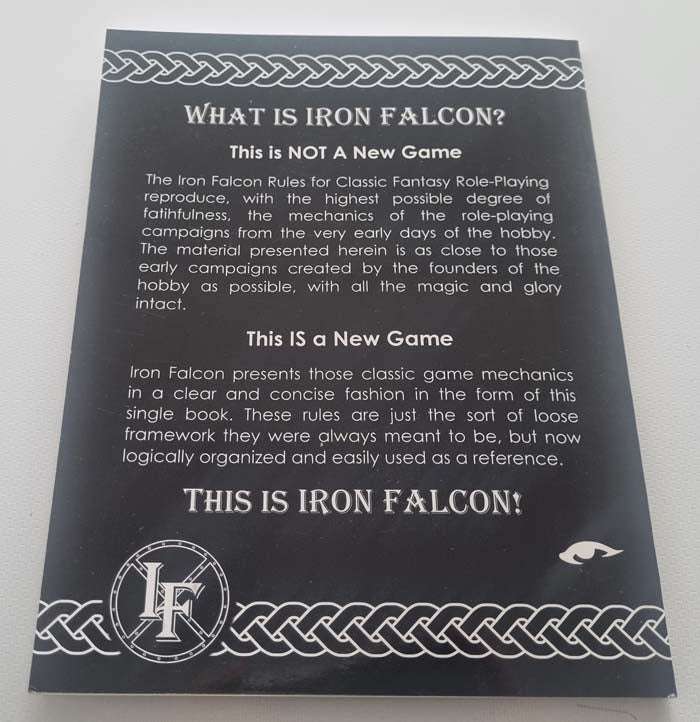 WHAT IS IRON FALCON?
This is NOT A New Game
The Iron Falcon Rules for Classic Fantasy Role-Playing
reproduce, with the highest possible degree of
fatihfulness, the mechanics of the role-playing
campaigns from the very early days of the hobby.
The material presented herein is as close to those
early campaigns created by the founders of the
hobby as possible, with all the magic and glory
intact.
This IS a New Game
Iron Falcon presents those classic game mechanics
in a clear and concise fashion in the form of this
single book. These rules are just the sort of loose
framework they were always meant to be, but now
logically organized and easily used as a reference.
THIS IS IRON FALCON!
IF